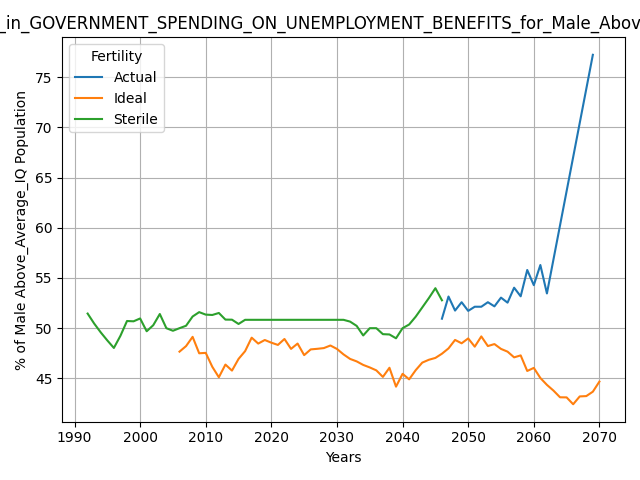 _in_GOVERNMENT_SPENDING_ON_UNEMPLOYMENT_BENEFITS_for_Male_Above
Fertility
Actual
Ideal
Sterile
% of Male Above_Average_IQ Population
75
70
65
60
55
50
45
1990 2000 2010 2020 2030 2040 2050 2060 2070
Years